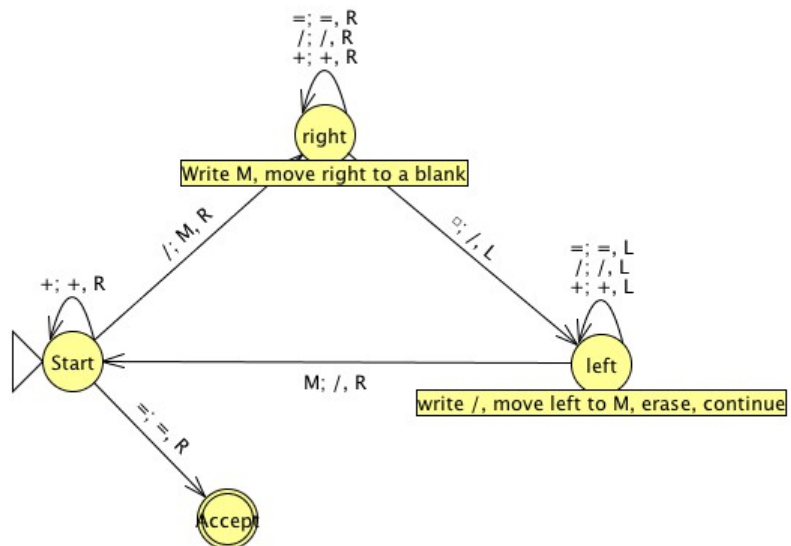 =; =, R
/; /, R
+; +, R
right
Write M, move right to a blank
/; M, R
□; /, L
=; =, L
/; /, L
+; +, L
+; +, R
Start
left
M; /, R
write /, move left to M, erase, continue
=; =, R
Accept